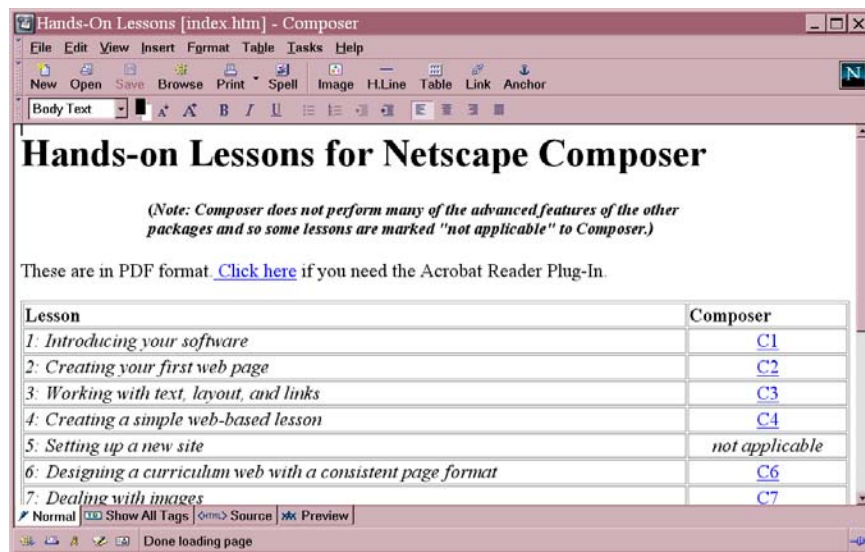 Hands-On Lessons [index.htm] - Composer
File Edit View Insert Format Table Tasks Help
New Open Save Browse Print Spell Image H.Line Table Link Anchor
N
Body Text A A B I U
Hands-on Lessons for Netscape Composer
(Note: Composer does not perform many of the advanced features of the other
packages and so some lessons are marked "not applicable" to Composer.)
These are in PDF format. Click here if you need the Acrobat Reader Plug-In.
Lesson Composer
1: Introducing your software C1
2: Creating your first web page C2
3: Working with text, layout, and links C3
4: Creating a simple web-based lesson C4
5: Setting up a new site not applicable
6: Designing a curriculum web with a consistent page format C6
7: Dealing with images C7
Normal Show All Tags <HTML> Source Preview
Done loading page